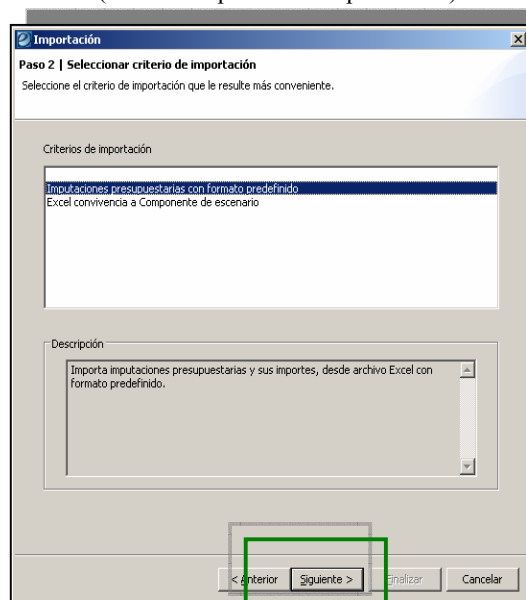 Importación
Paso 2 | Seleccionar criterio de importación
Seleccione el criterio de importación que le resulte más conveniente.
Criterios de importación
Imputaciones presupuestarias con formato predefinido
Excel convivencia a Componente de escenario
Descripción
Importa imputaciones presupuestarias y sus importes, desde archivo Excel con
formato predefinido.
< Anterior Siguiente > Finalizar Cancelar